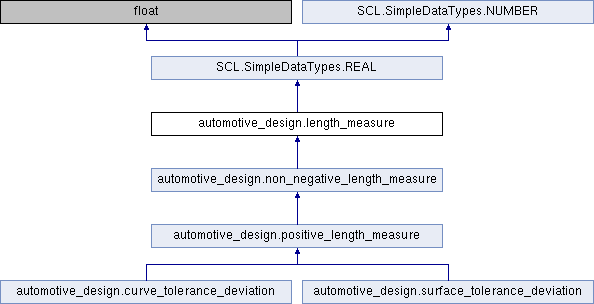 float
SCL.SimpleDataTypes.NUMBER
SCL.SimpleDataTypes.REAL
automotive_design.length_measure
automotive_design.non_negative_length_measure
automotive_design.positive_length_measure
automotive_design.curve_tolerance_deviation
automotive_design.surface_tolerance_deviation